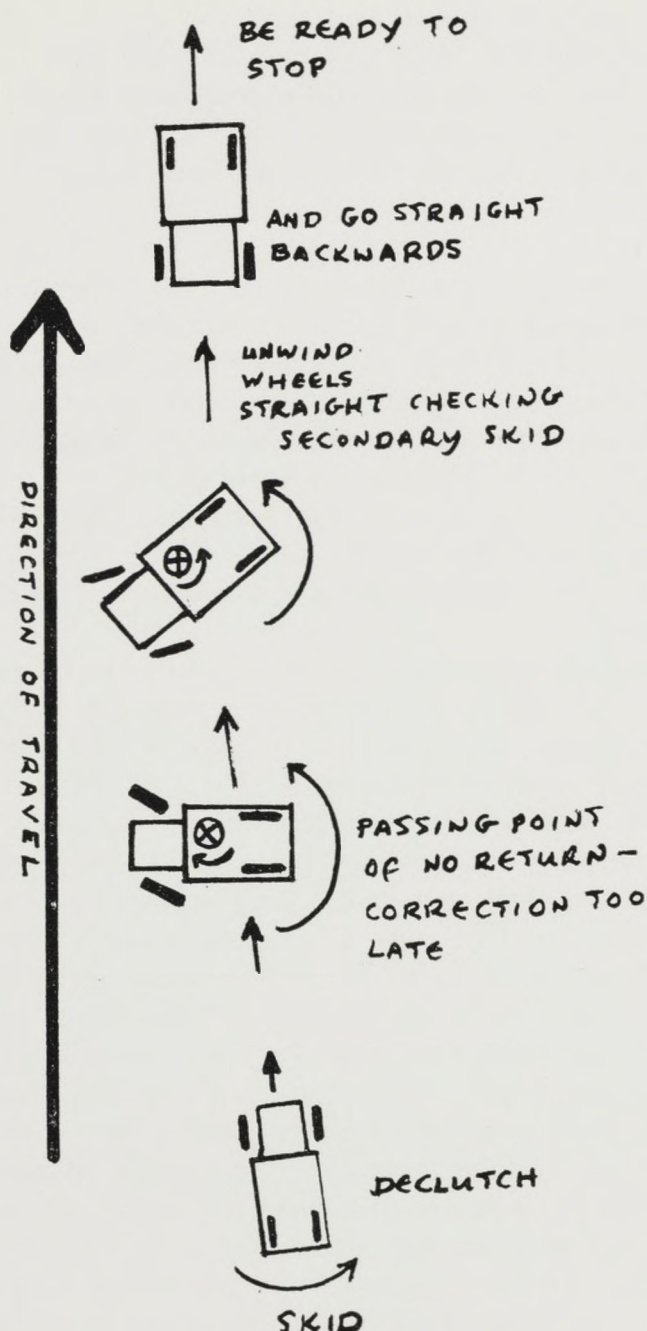 BE READY TO
STOP
AND GO STRAIGHT
BACKWARDS
UNWIND
WHEELS
STRAIGHT CHECKING
SECONDARY SKID
DIRECTION OF TRAVEL
PASSING POINT
OF NO RETURN –
CORRECTION TOO
LATE
DECLUTCH
SKID